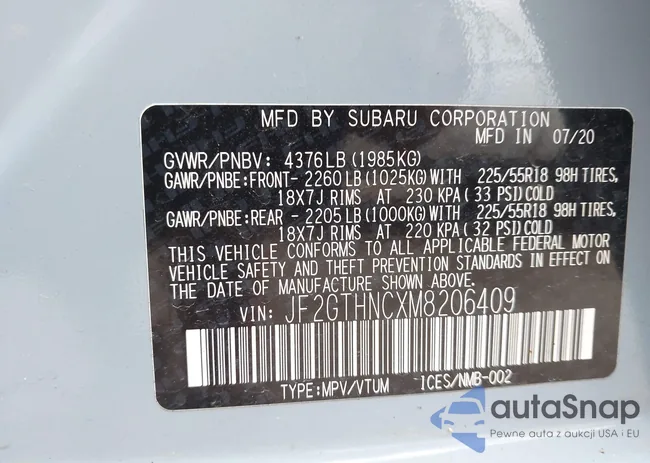 MFD BY SUBARU CORPORATION
MFD IN 07/20
GVWR/PNBV: 4376LB (1985KG)
GAWR/PNBE:FRONT- 2260LB (1025KG)WITH 225/55R18 98H TIRES,
18X7J RIMS AT 230 KPA (33 PSI)COLD
GAWR/PNBE:REAR - 2205LB (1000KG)WITH 225/55R18 98H TIRES,
18X7J RIMS AT 220 KPA (32 PSI)COLD
THIS VEHICLE CONFORMS TO ALL APPLICABLE FEDERAL MOTOR
VEHICLE SAFETY AND THEFT PREVENTION STANDARDS IN EFFECT
ON THE DATE OF MANUFACTURE SHOWN ABOVE.
VIN: JF2GTHNCXM8206409
TYPE:MPV/VTUM ICES/NMB-002
autaSnap
Pewne auta z aukcji USA i EU